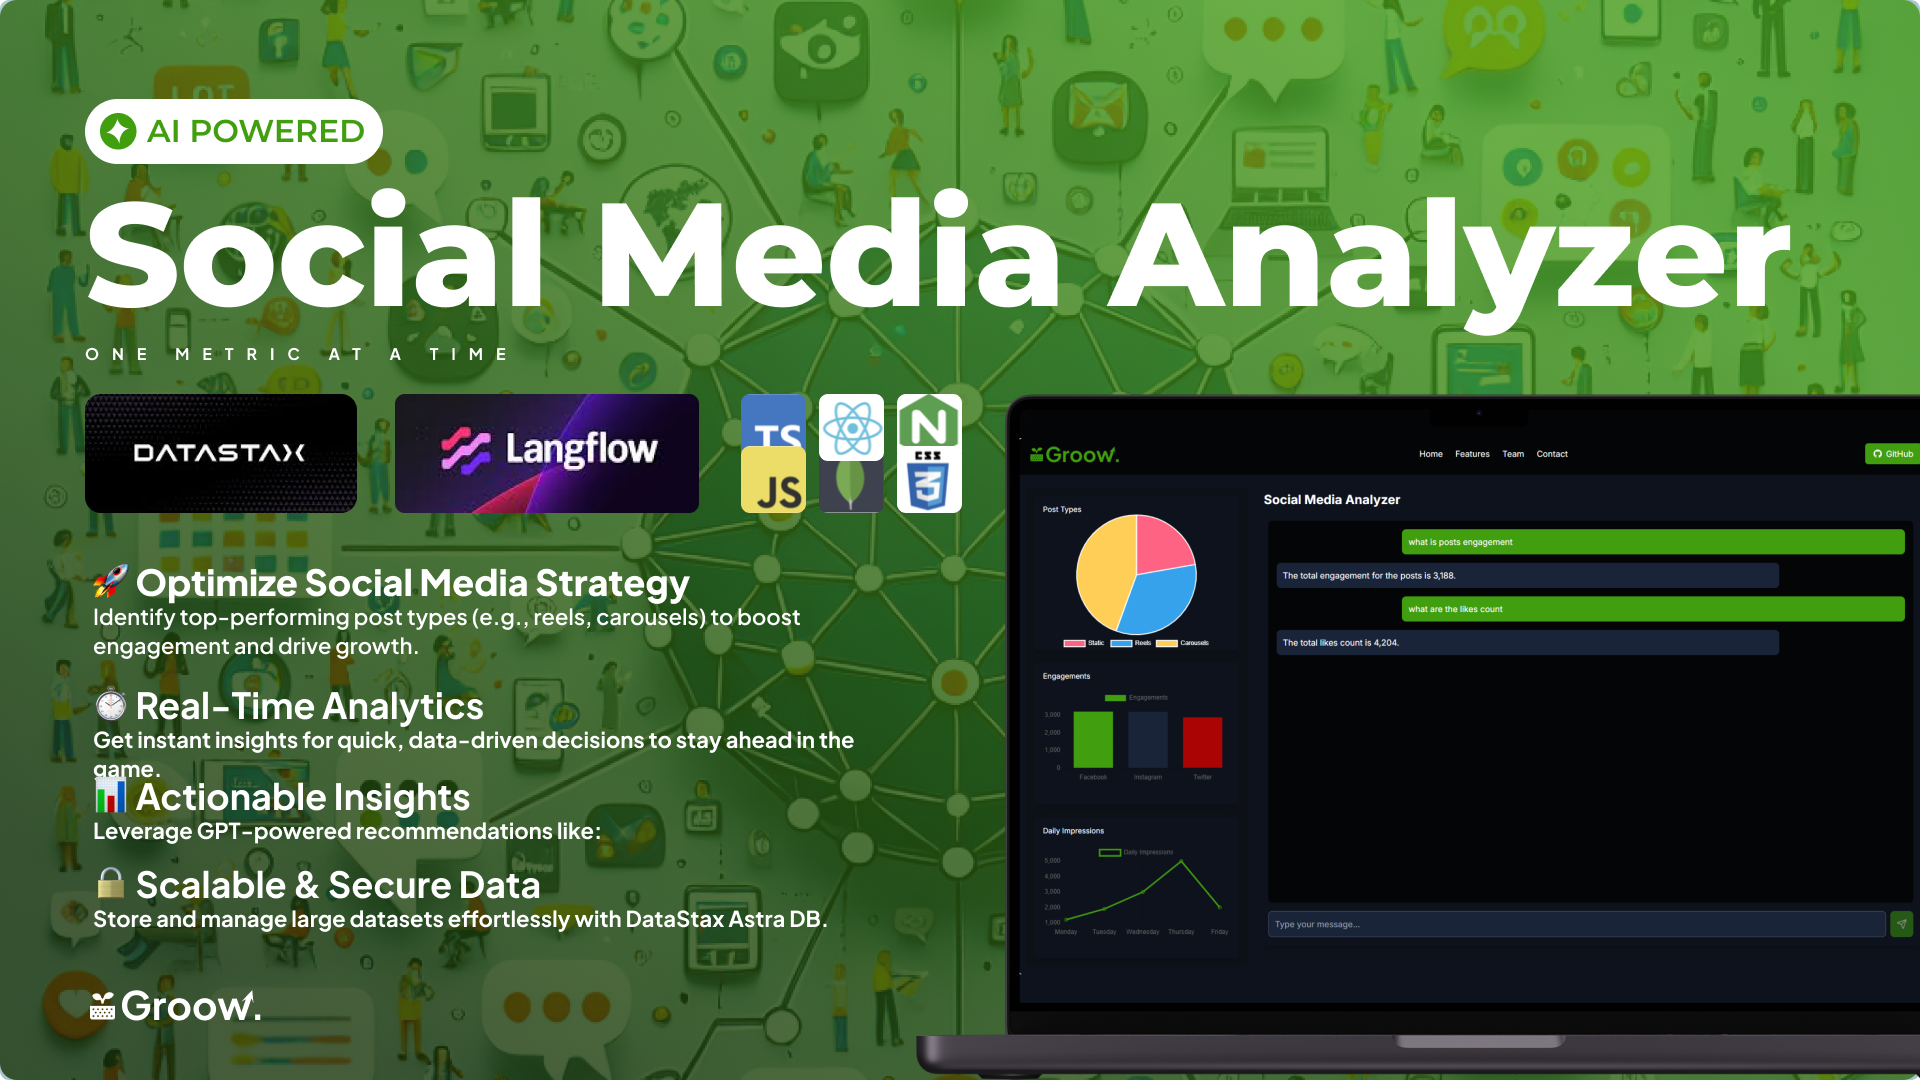 AI POWERED
Social Media Analyzer
ONE METRIC AT A TIME
DATASTAX
Langflow
TS
JS
N
CSS
3
🚀 Optimize Social Media Strategy
Identify top-performing post types (e.g., reels, carousels) to boost
engagement and drive growth.
⏱️ Real-Time Analytics
Get instant insights for quick, data-driven decisions to stay ahead in the
game.
📊 Actionable Insights
Leverage GPT-powered recommendations like:
🔒 Scalable & Secure Data
Store and manage large datasets effortlessly with DataStax Astra DB.
Groow.
Groow.
Home Features Team Contact
GitHub
Post Types
Static Reels Carousels
Engagements
Engagements
3,000
2,000
1,000
0
Facebook Instagram Twitter
Daily Impressions
Daily Impressions
5,000
4,000
3,000
2,000
1,000
Monday Tuesday Wednesday Thursday Friday
Social Media Analyzer
what is posts engagement
The total engagement for the posts is 3,188.
what are the likes count
The total likes count is 4,204.
Type your message...